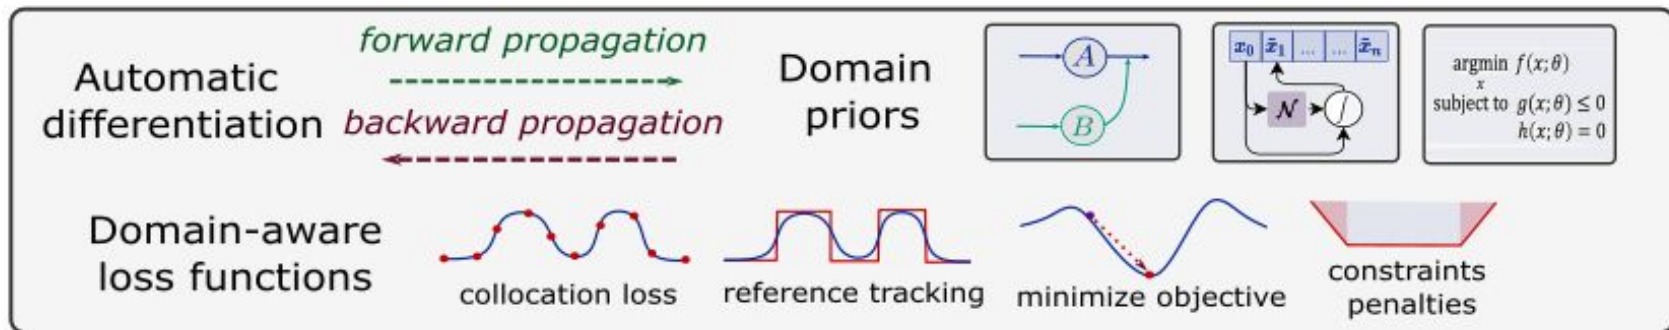 Automatic
differentiation
forward propagation
backward propagation
Domain
priors
A
B
x₀ x̃₁ ... ... x̃ₙ
𝒩 f
argmin f(x; θ)
x
subject to g(x; θ) ≤ 0
h(x; θ) = 0
Domain-aware
loss functions
collocation loss
reference tracking
minimize objective
constraints
penalties